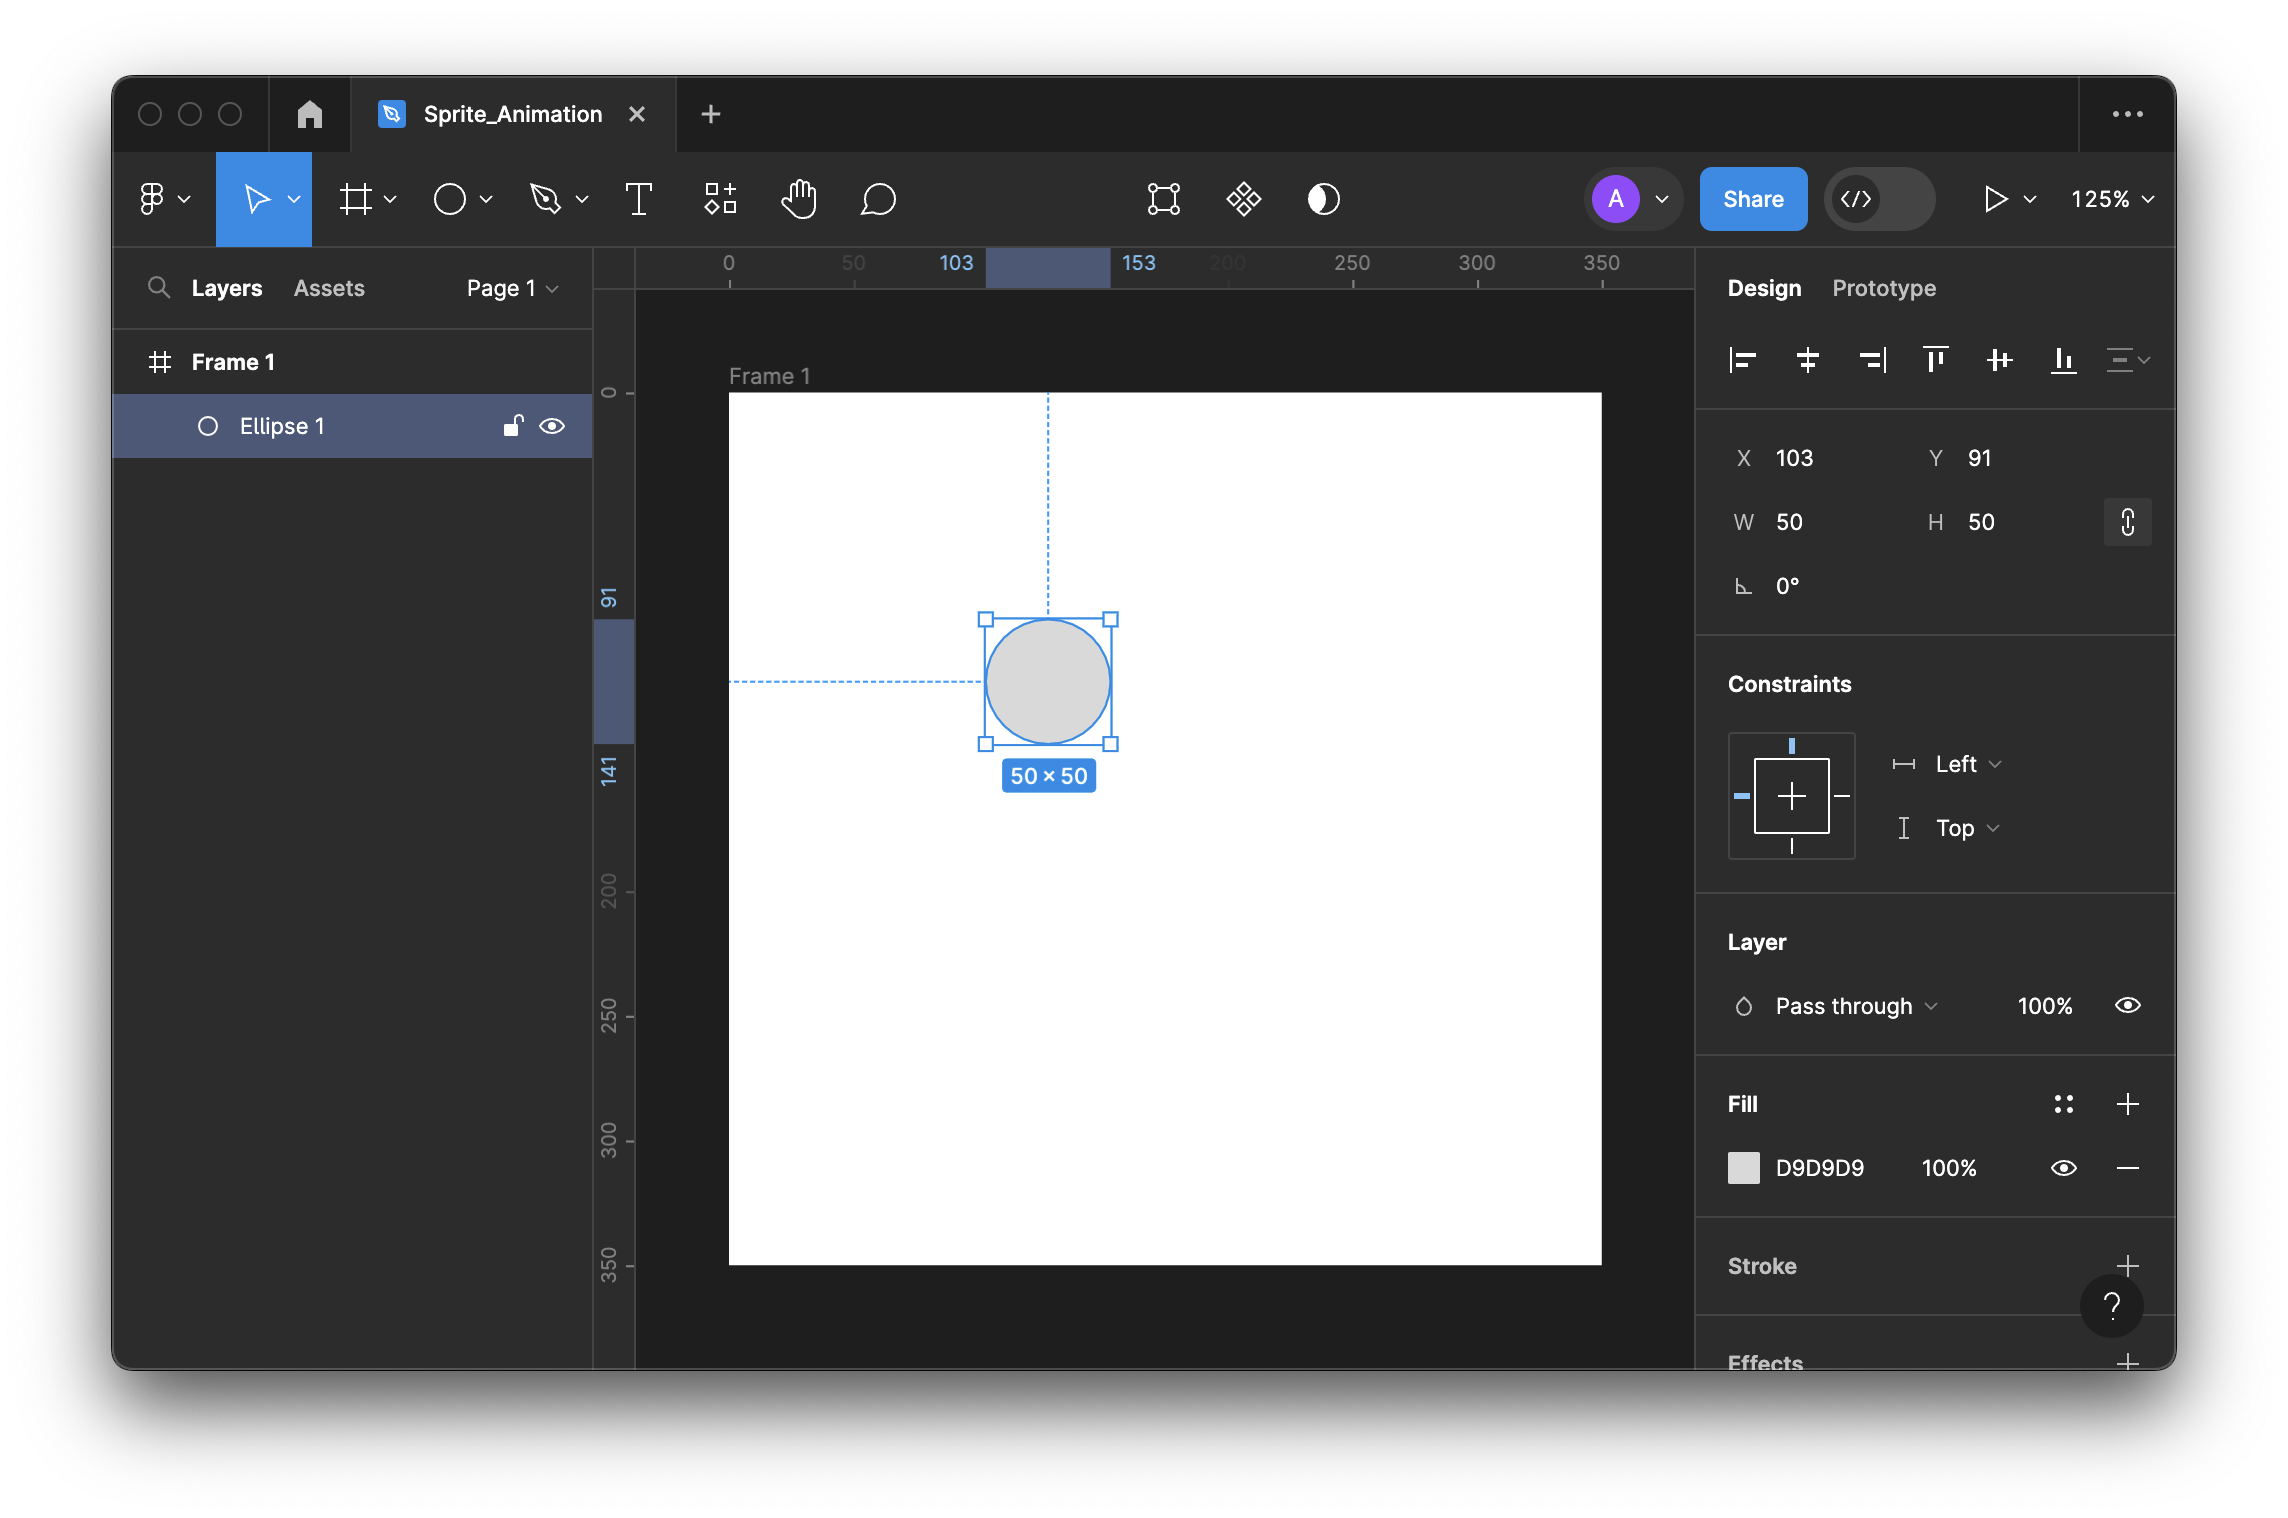 Sprite_Animation
A
Share
125%
Layers Assets Page 1
Frame 1
Ellipse 1
0 50 103 153 200 250 300 350
0
91
141
200
250
300
350
Frame 1
50 × 50
Design Prototype
X 103 Y 91
W 50 H 50
0°
Constraints
Left
Top
Layer
Pass through 100%
Fill
D9D9D9 100%
Stroke
?
Effects